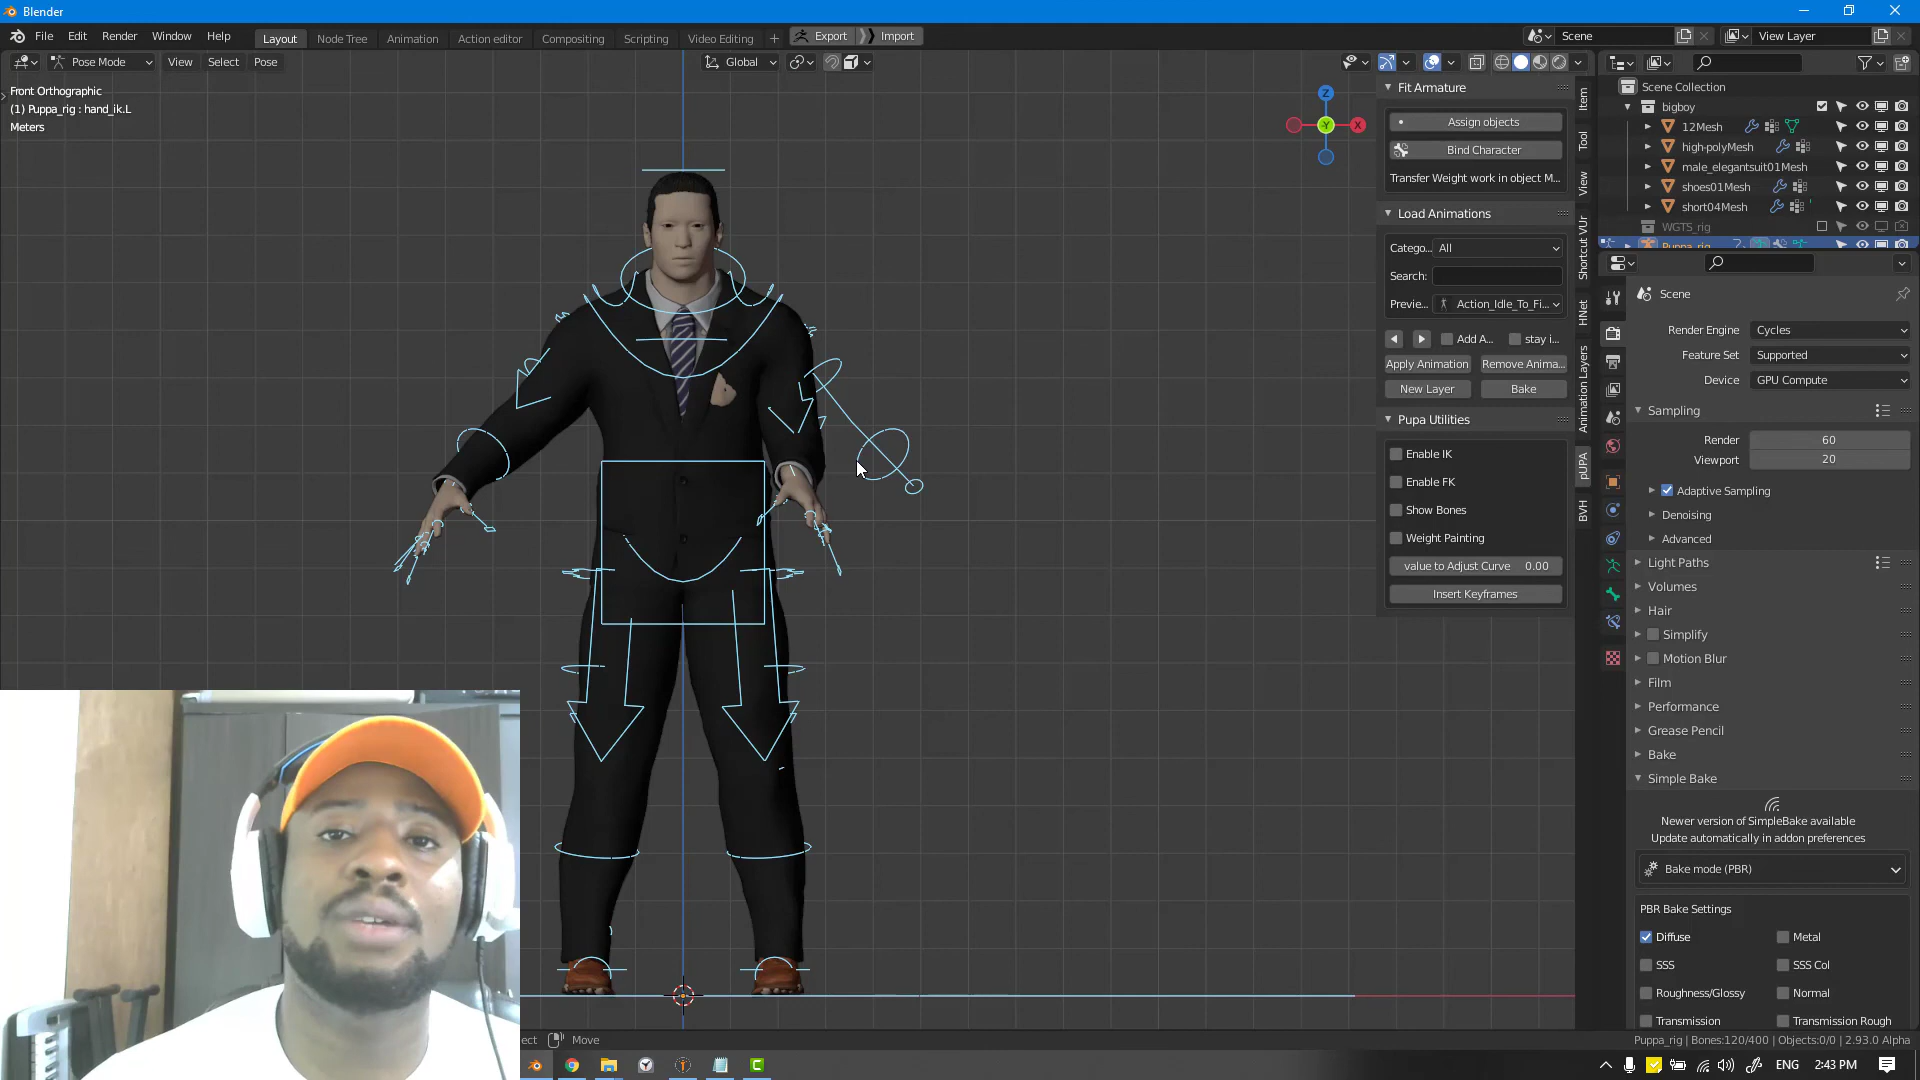 Blender
File Edit Render Window Help
Layout Node Tree Animation Action editor Compositing Scripting Video Editing + Export Import
Scene
View Layer
Pose Mode View Select Pose
Global
Front Orthographic
(1) Puppa_rig : hand_ik.L
Meters
Z
Y
X
Fit Armature
Assign objects
Bind Character
Transfer Weight work in object M...
Load Animations
Catego... All
Search:
Previe... Action_Idle_To_Fi...
Add A... stay i...
Apply Animation Remove Anima...
New Layer Bake
Pupa Utilities
Enable IK
Enable FK
Show Bones
Weight Painting
value to Adjust Curve 0.00
Insert Keyframes
Item
Tool
View
Shortcut VUr
HNet
Animation Layers
pUPA
BVH
Scene Collection
bigboy
12Mesh
high-polyMesh
male_elegantsuit01Mesh
shoes01Mesh
short04Mesh
WGTS_rig
Puppa_rig
Scene
Render Engine Cycles
Feature Set Supported
Device GPU Compute
Sampling
Render 60
Viewport 20
Adaptive Sampling
Denoising
Advanced
Light Paths
Volumes
Hair
Simplify
Motion Blur
Film
Performance
Grease Pencil
Bake
Simple Bake
Newer version of SimpleBake available
Update automatically in addon preferences
Bake mode (PBR)
PBR Bake Settings
Diffuse Metal
SSS SSS Col
Roughness/Glossy Normal
Transmission Transmission Rough
ect Move
Puppa_rig | Bones:120/400 | Objects:0/0 | 2.93.0 Alpha
ENG 2:43 PM